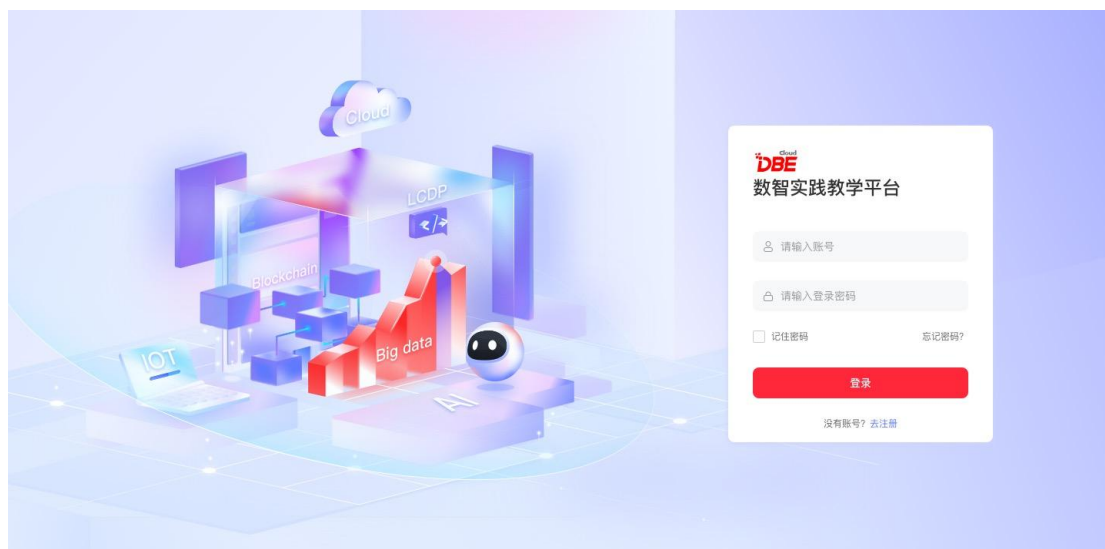 Cloud
LCDP
</>
Blockchain
IOT
Big data
AI
Cloud
DBE
数智实践教学平台
请输入账号
请输入登录密码
记住密码 忘记密码?
登录
没有账号? 去注册